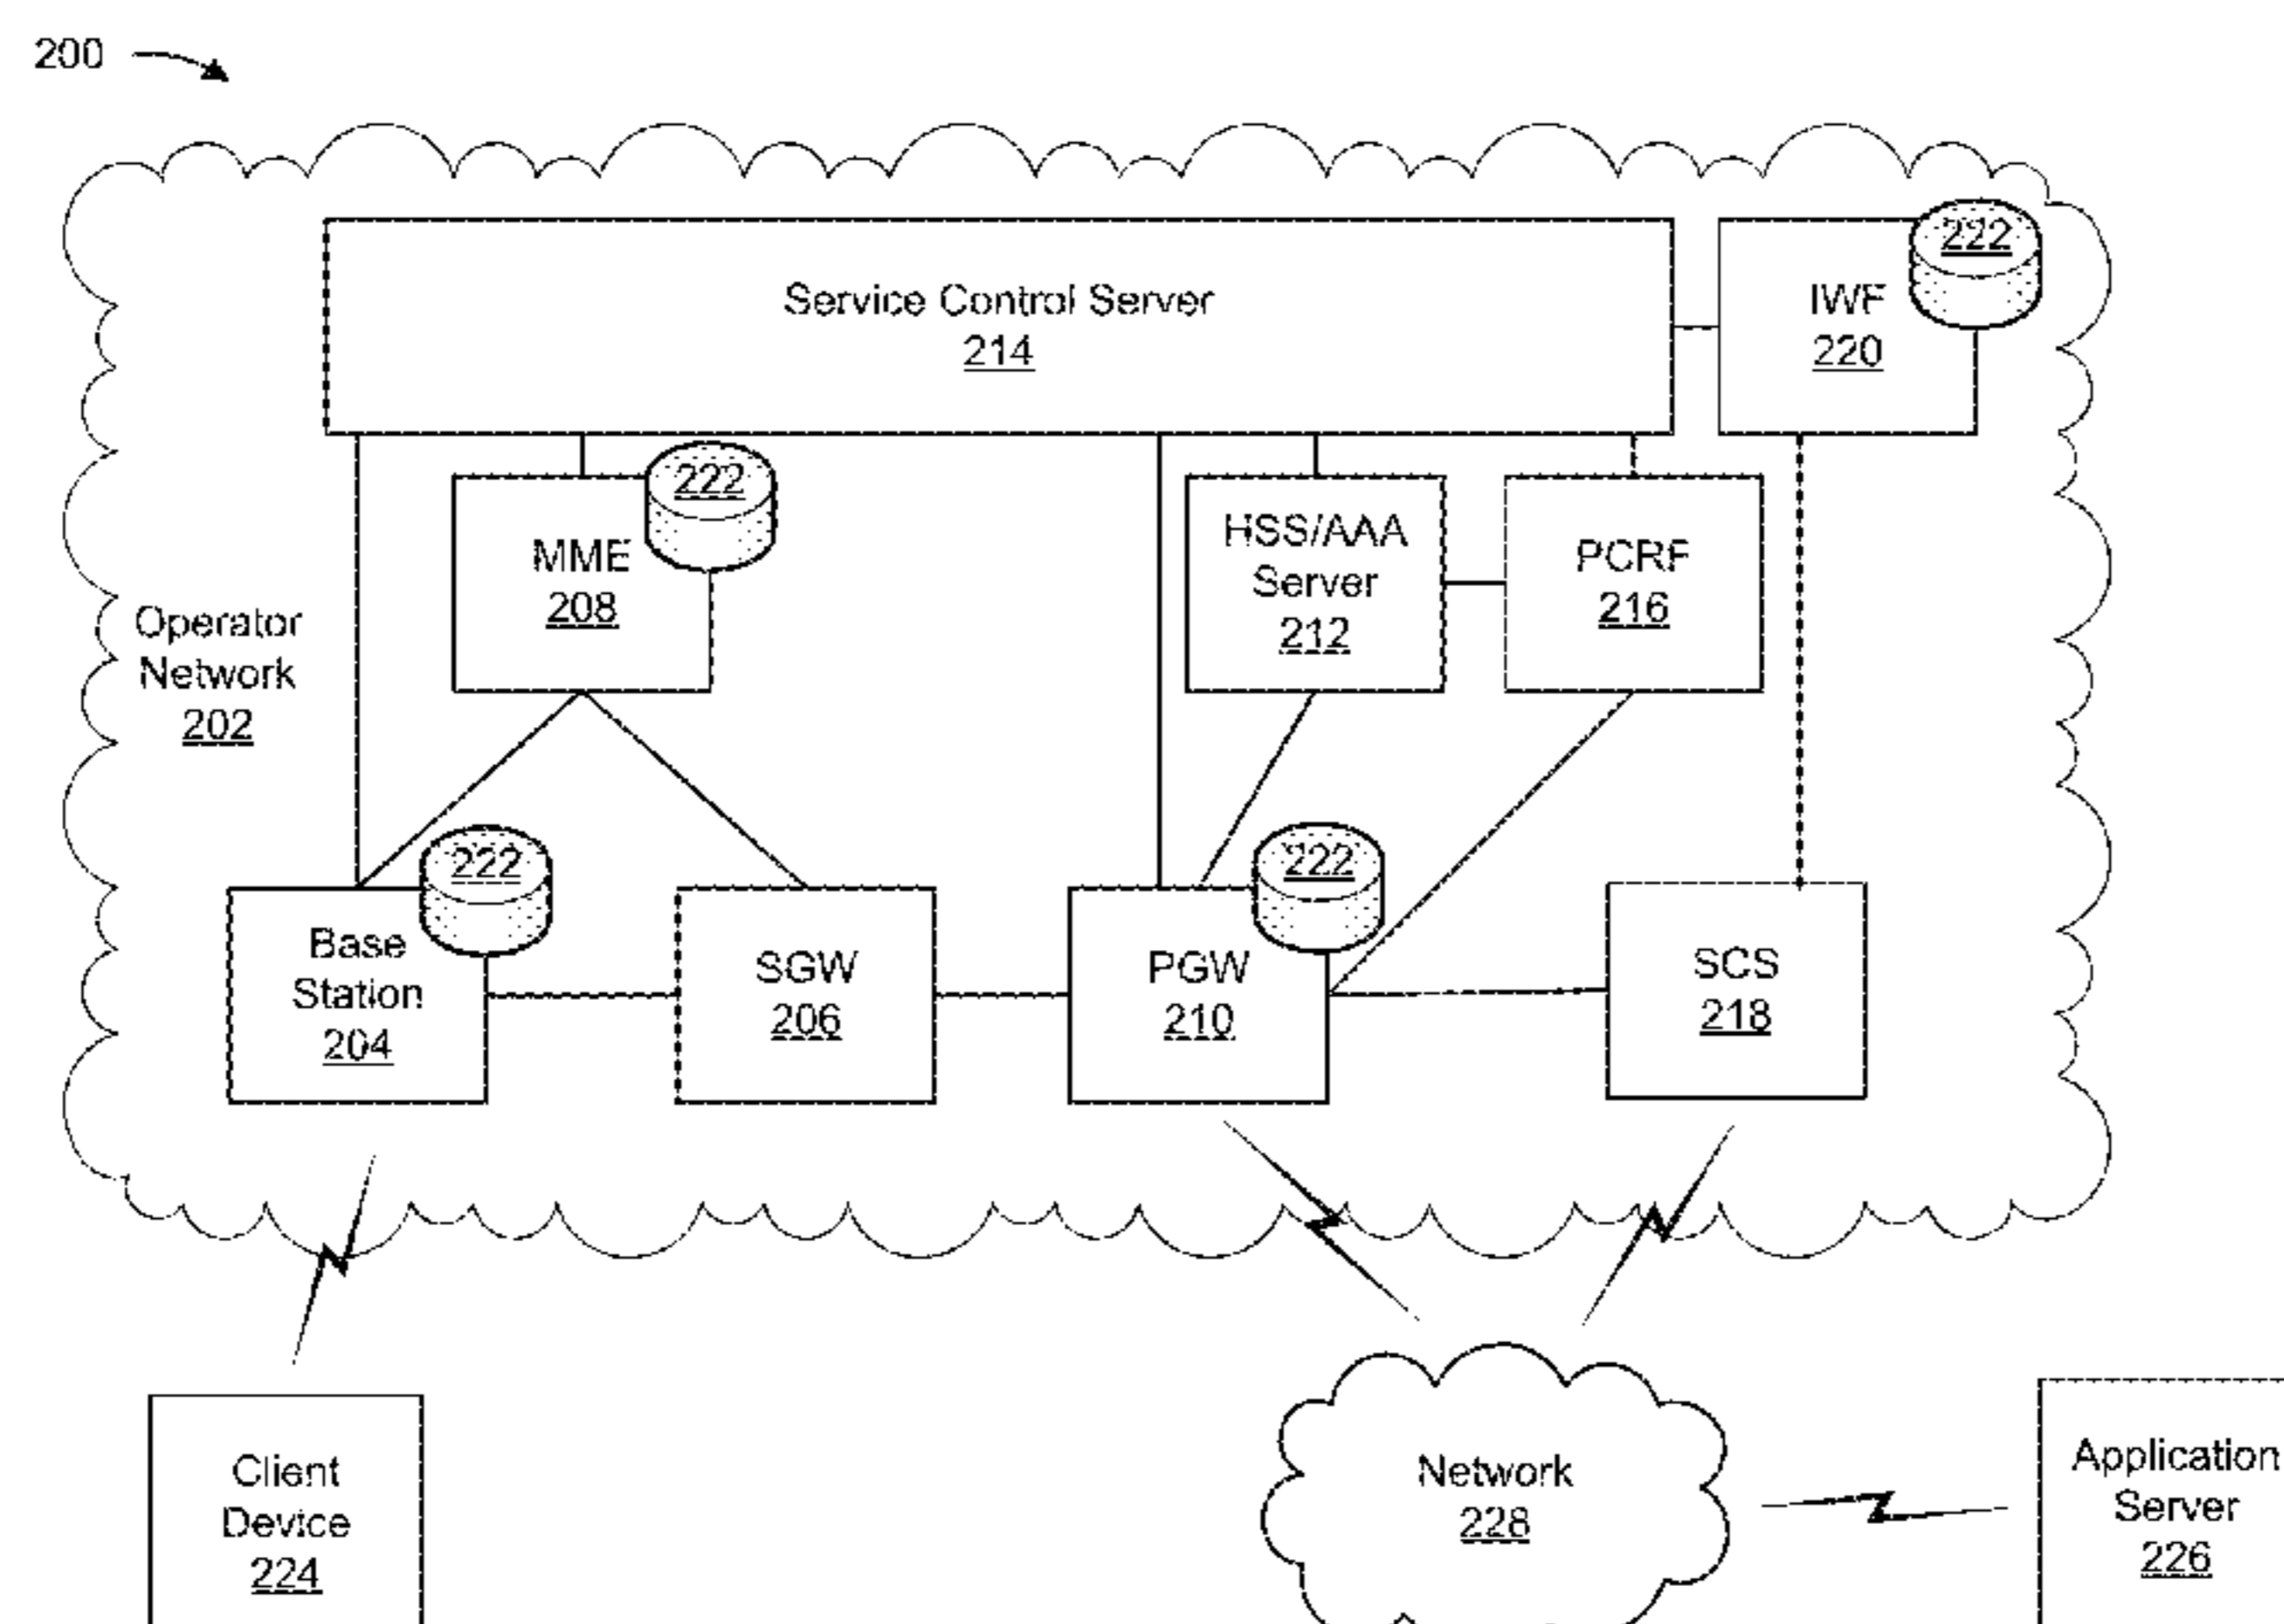 200
222
Service Control Server
214
IWF
220
222
MME
208
HSS/AAA
Server
212
PCRF
216
Operator
Network
202
222
222
Base
Station
204
SGW
206
PGW
210
SCS
218
Client
Device
224
Network
228
Application
Server
226